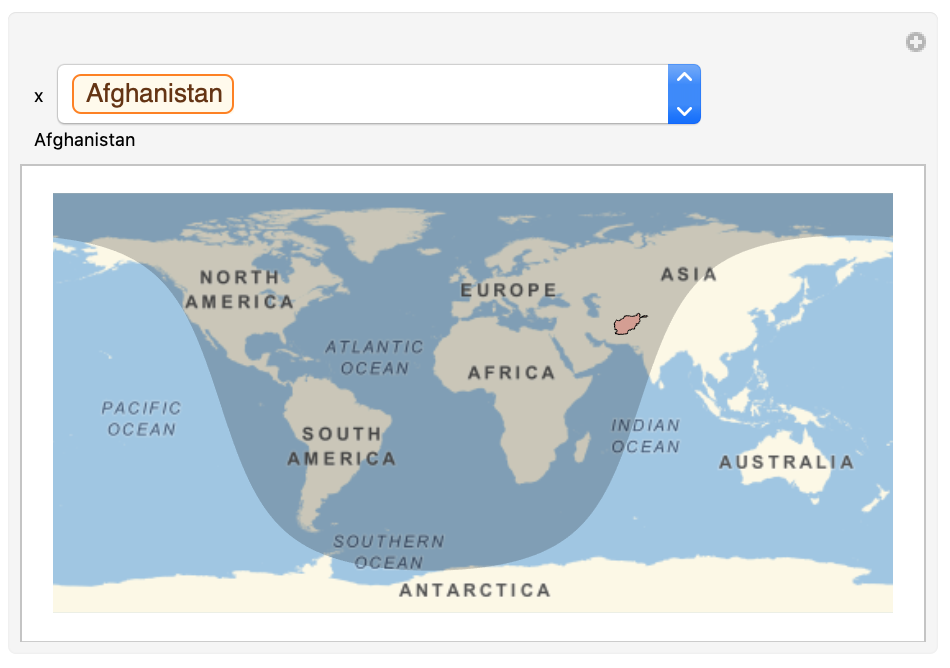 x Afghanistan
Afghanistan
NORTH
AMERICA
EUROPE
ASIA
ATLANTIC
OCEAN
AFRICA
PACIFIC
OCEAN
SOUTH
AMERICA
INDIAN
OCEAN
AUSTRALIA
SOUTHERN
OCEAN
ANTARCTICA